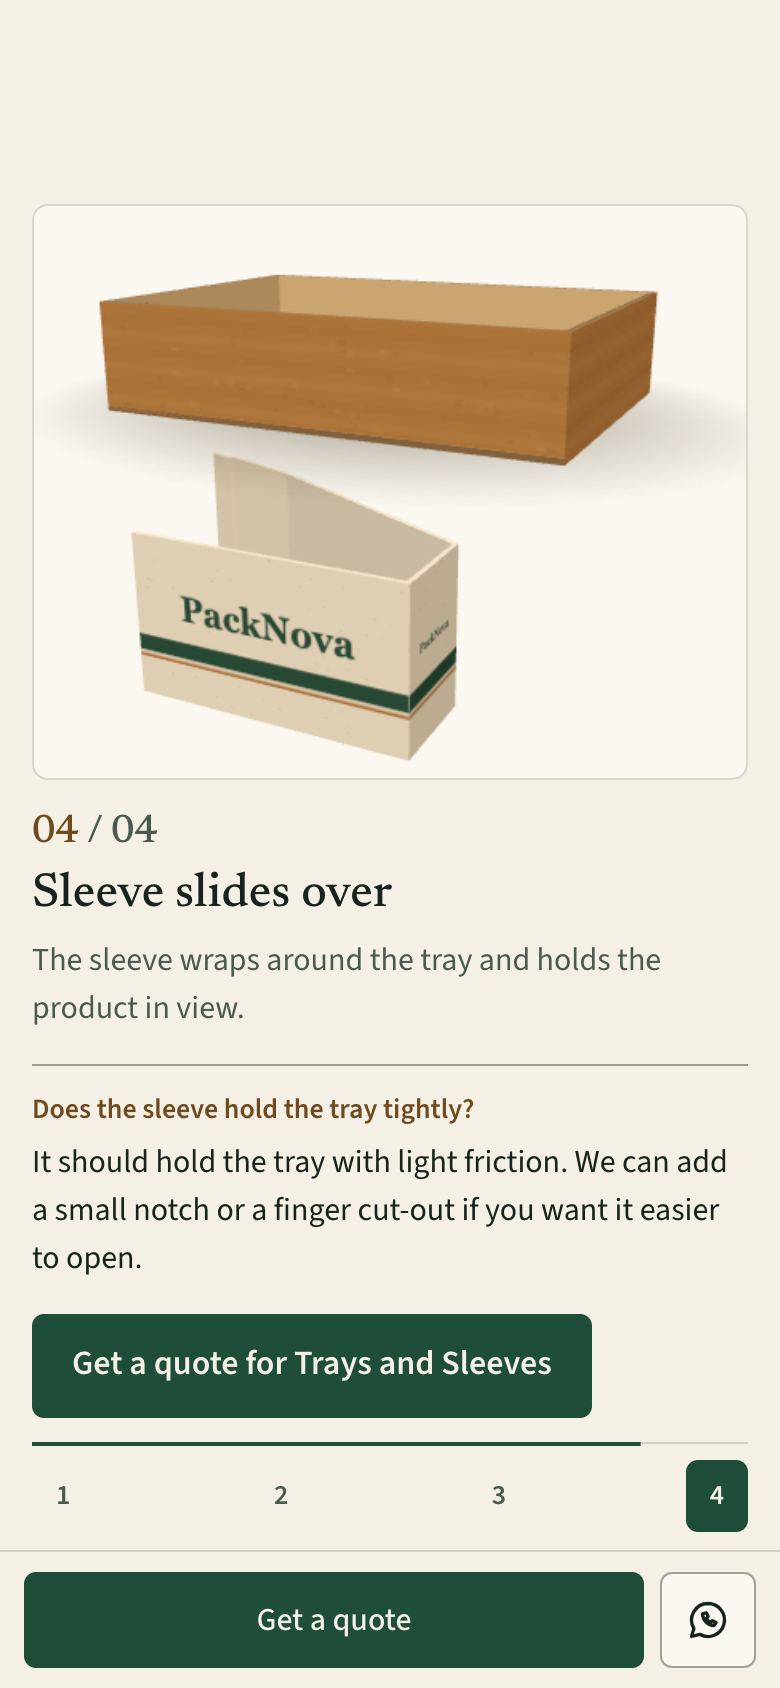 PackNova
PackNova
04 / 04
Sleeve slides over
The sleeve wraps around the tray and holds the
product in view.
Does the sleeve hold the tray tightly?
It should hold the tray with light friction. We can add
a small notch or a finger cut-out if you want it easier
to open.
Get a quote for Trays and Sleeves
1 2 3 4
Get a quote